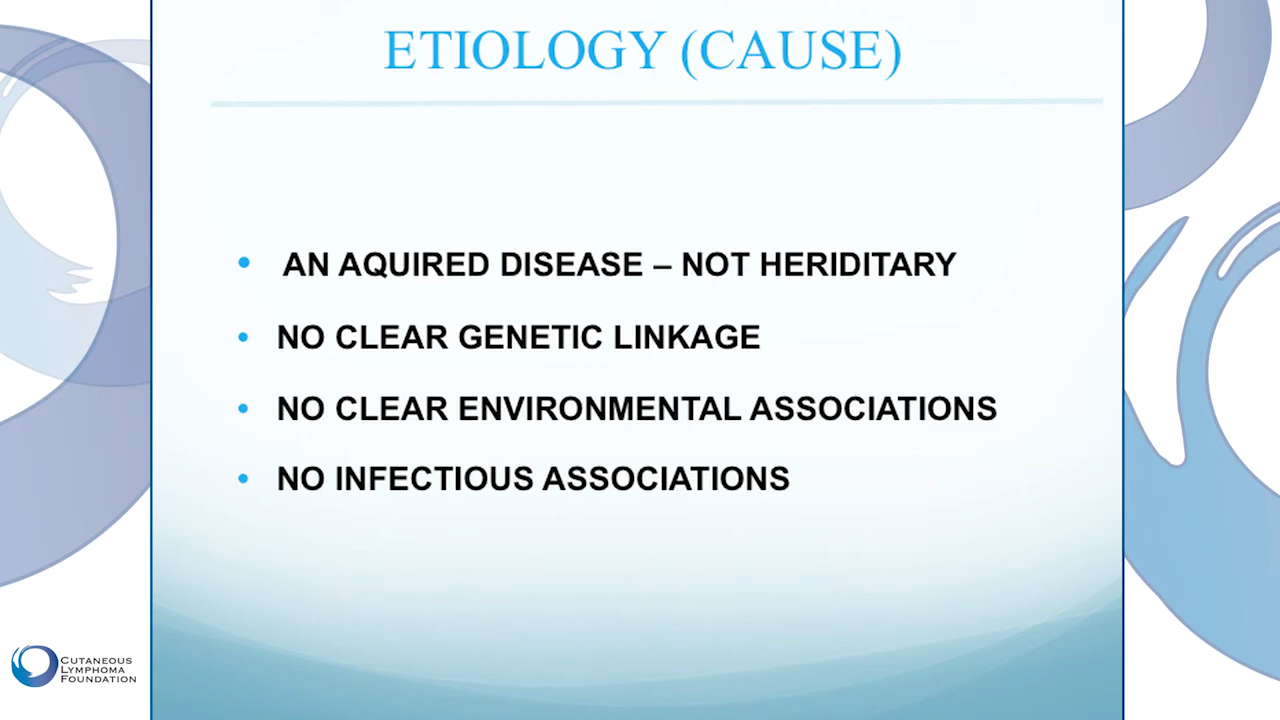 ETIOLOGY (CAUSE)
• AN AQUIRED DISEASE – NOT HERIDITARY
• NO CLEAR GENETIC LINKAGE
• NO CLEAR ENVIRONMENTAL ASSOCIATIONS
• NO INFECTIOUS ASSOCIATIONS
CUTANEOUS
LYMPHOMA
FOUNDATION